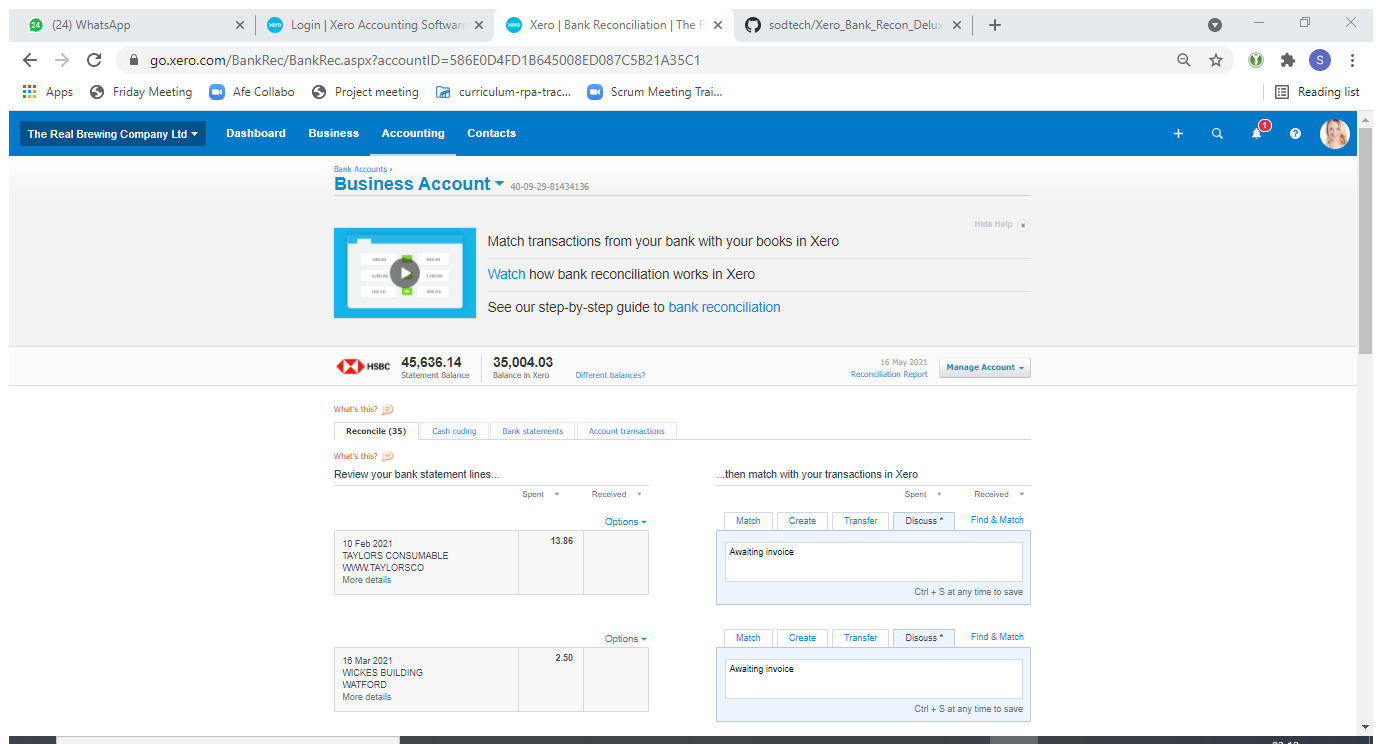 24 (24) WhatsApp
Login | Xero Accounting Software
Xero | Bank Reconciliation | The R
sodtech/Xero_Bank_Recon_Delux
go.xero.com/BankRec/BankRec.aspx?accountID=586E0D4FD1B645008ED087C5B21A35C1
S
Apps Friday Meeting Afe Collabo Project meeting curriculum-rpa-trac... Scrum Meeting Trai... Reading list
The Real Brewing Company Ltd Dashboard Business Accounting Contacts 1
Bank Accounts ›
Business Account 40-09-29-81434136
Hide Help
Match transactions from your bank with your books in Xero
Watch how bank reconciliation works in Xero
See our step-by-step guide to bank reconciliation
HSBC 45,636.14 35,004.03 16 May 2021 Manage Account
Statement Balance Balance in Xero Different balances? Reconciliation Report
What's this?
Reconcile (35) Cash coding Bank statements Account transactions
What's this?
Review your bank statement lines... ...then match with your transactions in Xero
Spent Received Spent Received
Options Match Create Transfer Discuss * Find & Match
10 Feb 2021 13.86
TAYLORS CONSUMABLE
WWW.TAYLORSCO
More details
Awaiting invoice
Ctrl + S at any time to save
Options Match Create Transfer Discuss * Find & Match
16 Mar 2021 2.50
WICKES BUILDING
WATFORD
More details
Awaiting invoice
Ctrl + S at any time to save